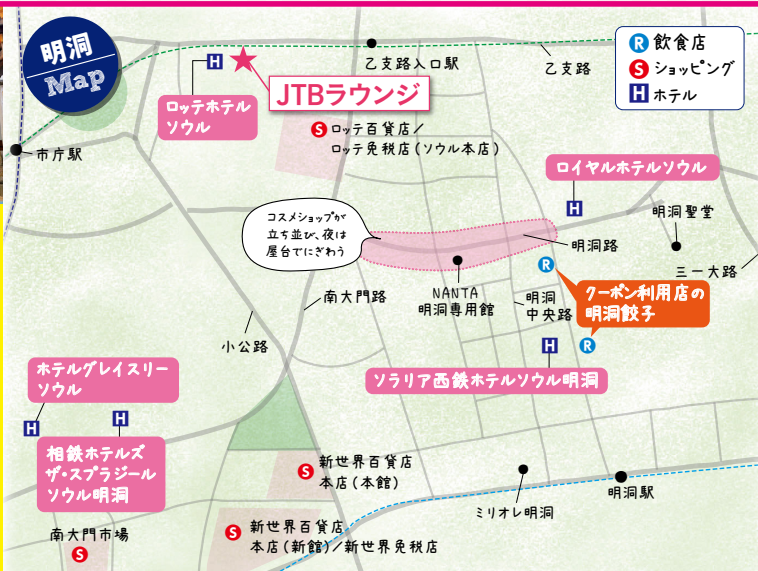 明洞
Map
R 飲食店
S ショッピング
H ホテル
乙支路入口駅
乙支路
H
JTBラウンジ
ロッテホテル
ソウル
市庁駅
S ロッテ百貨店/
ロッテ免税店(ソウル本店)
ロイヤルホテルソウル
H
明洞聖堂
三一大路
コスメショップが
立ち並び、夜は
屋台でにぎわう
明洞路
R
NANTA
明洞専用館
明洞
中央路
クーポン利用店の
明洞餃子
R
南大門路
小公路
H
ソラリア西鉄ホテルソウル明洞
ホテルグレイスリー
ソウル
H
H
相鉄ホテルズ
ザ・スプラジール
ソウル明洞
S 新世界百貨店
本店(本館)
S 新世界百貨店
本店(新館)/新世界免税店
ミリオレ明洞
明洞駅
南大門市場
S